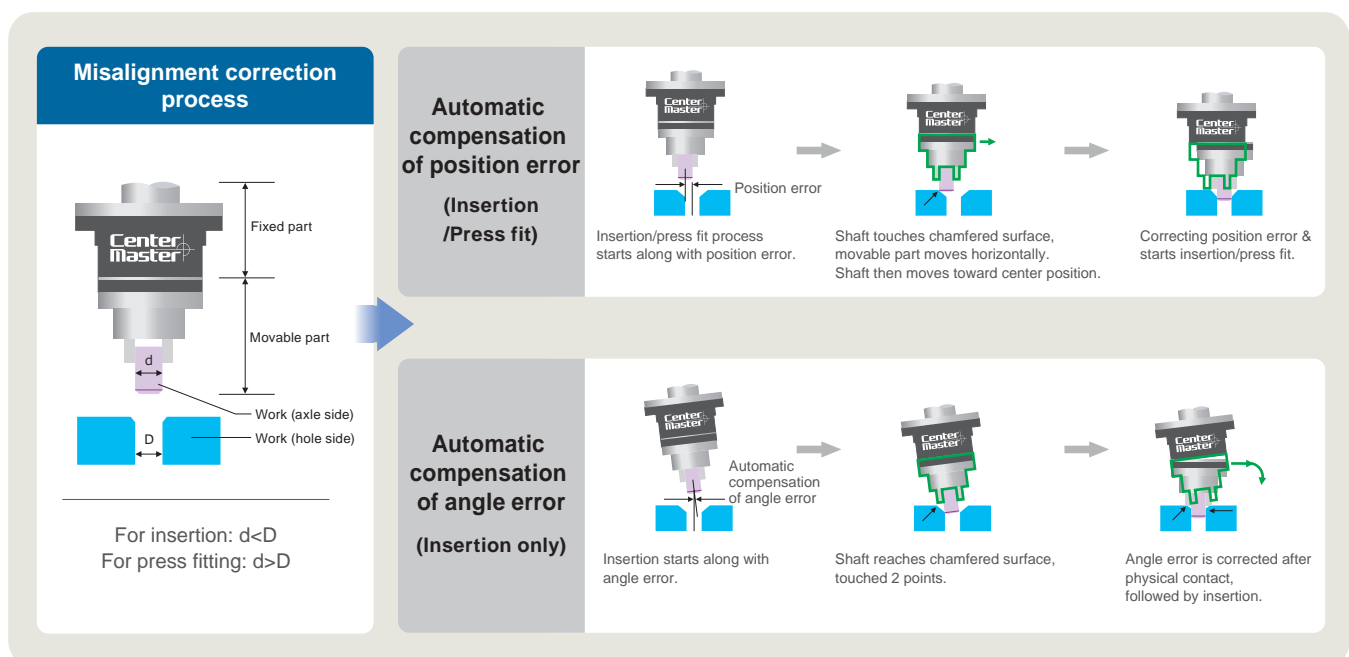 Misalignment correction
process
Center
Master
Fixed part
Movable part
d
Work (axle side)
D
Work (hole side)
For insertion: d<D
For press fitting: d>D
Automatic
compensation
of position error
(Insertion
/Press fit)
Center
Master
Position error
Insertion/press fit process
starts along with position error.
Center
Master
Shaft touches chamfered surface,
movable part moves horizontally.
Shaft then moves toward center position.
Center
Master
Correcting position error &
starts insertion/press fit.
Automatic
compensation
of angle error
(Insertion only)
Center
Master
Automatic
compensation
of angle error
Insertion starts along with
angle error.
Center
Master
Shaft reaches chamfered surface,
touched 2 points.
Center
Master
Angle error is corrected after
physical contact,
followed by insertion.